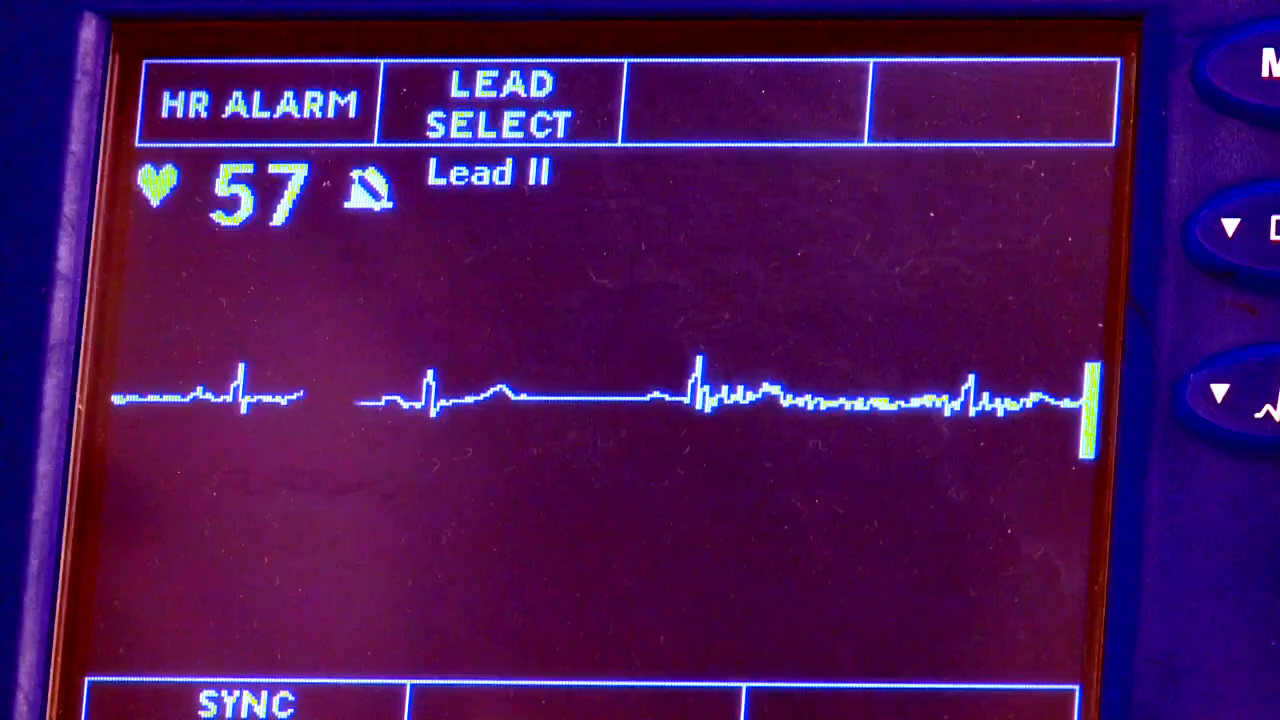 HR ALARM
LEAD
SELECT
57
Lead II
SYNC